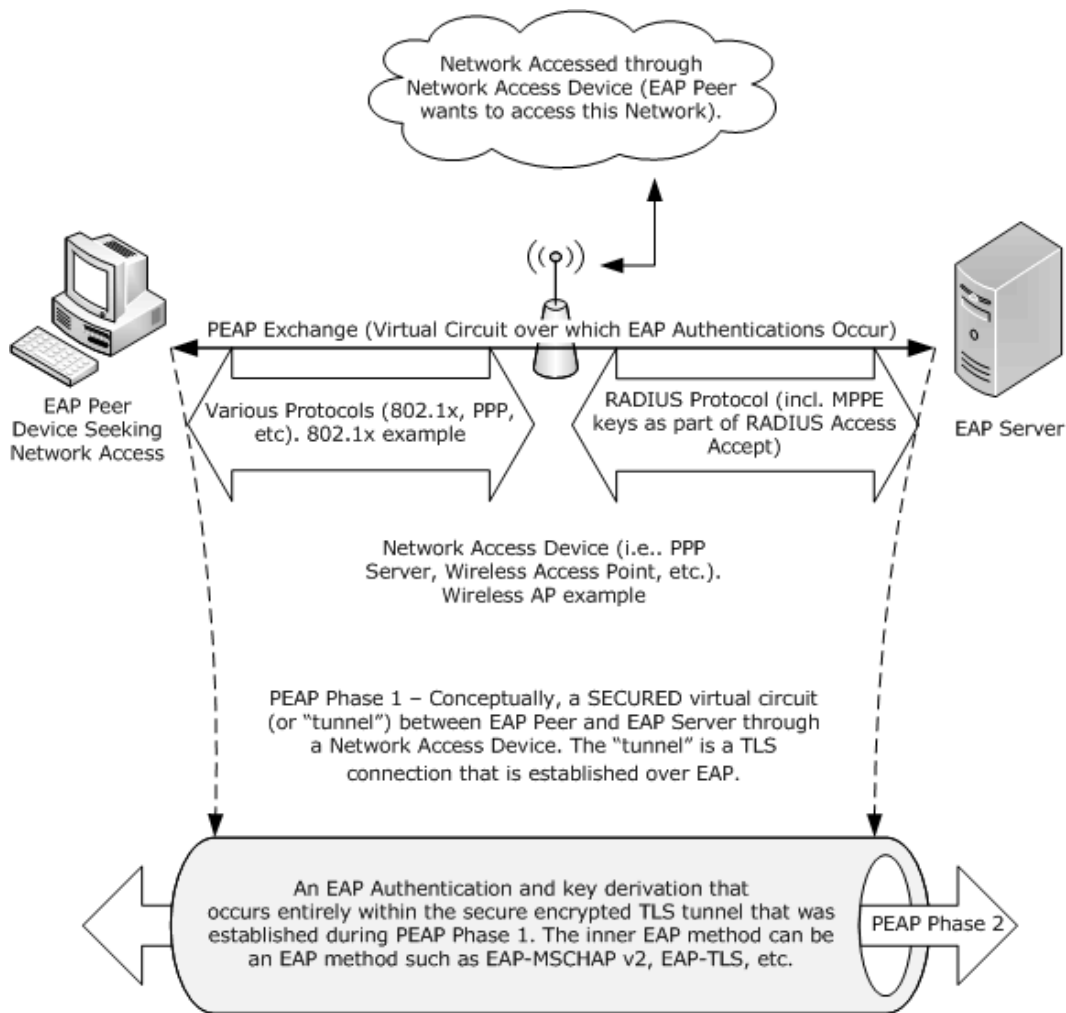 Network Accessed through
Network Access Device (EAP Peer
wants to access this Network).
PEAP Exchange (Virtual Circuit over which EAP Authentications Occur)
EAP Peer
Device Seeking
Network Access
Various Protocols (802.1x, PPP,
etc). 802.1x example
RADIUS Protocol (incl. MPPE
keys as part of RADIUS Access
Accept)
EAP Server
Network Access Device (i.e.. PPP
Server, Wireless Access Point, etc.).
Wireless AP example
PEAP Phase 1 – Conceptually, a SECURED virtual circuit
(or “tunnel”) between EAP Peer and EAP Server through
a Network Access Device. The “tunnel” is a TLS
connection that is established over EAP.
An EAP Authentication and key derivation that
occurs entirely within the secure encrypted TLS tunnel that was
established during PEAP Phase 1. The inner EAP method can be
an EAP method such as EAP-MSCHAP v2, EAP-TLS, etc.
PEAP Phase 2